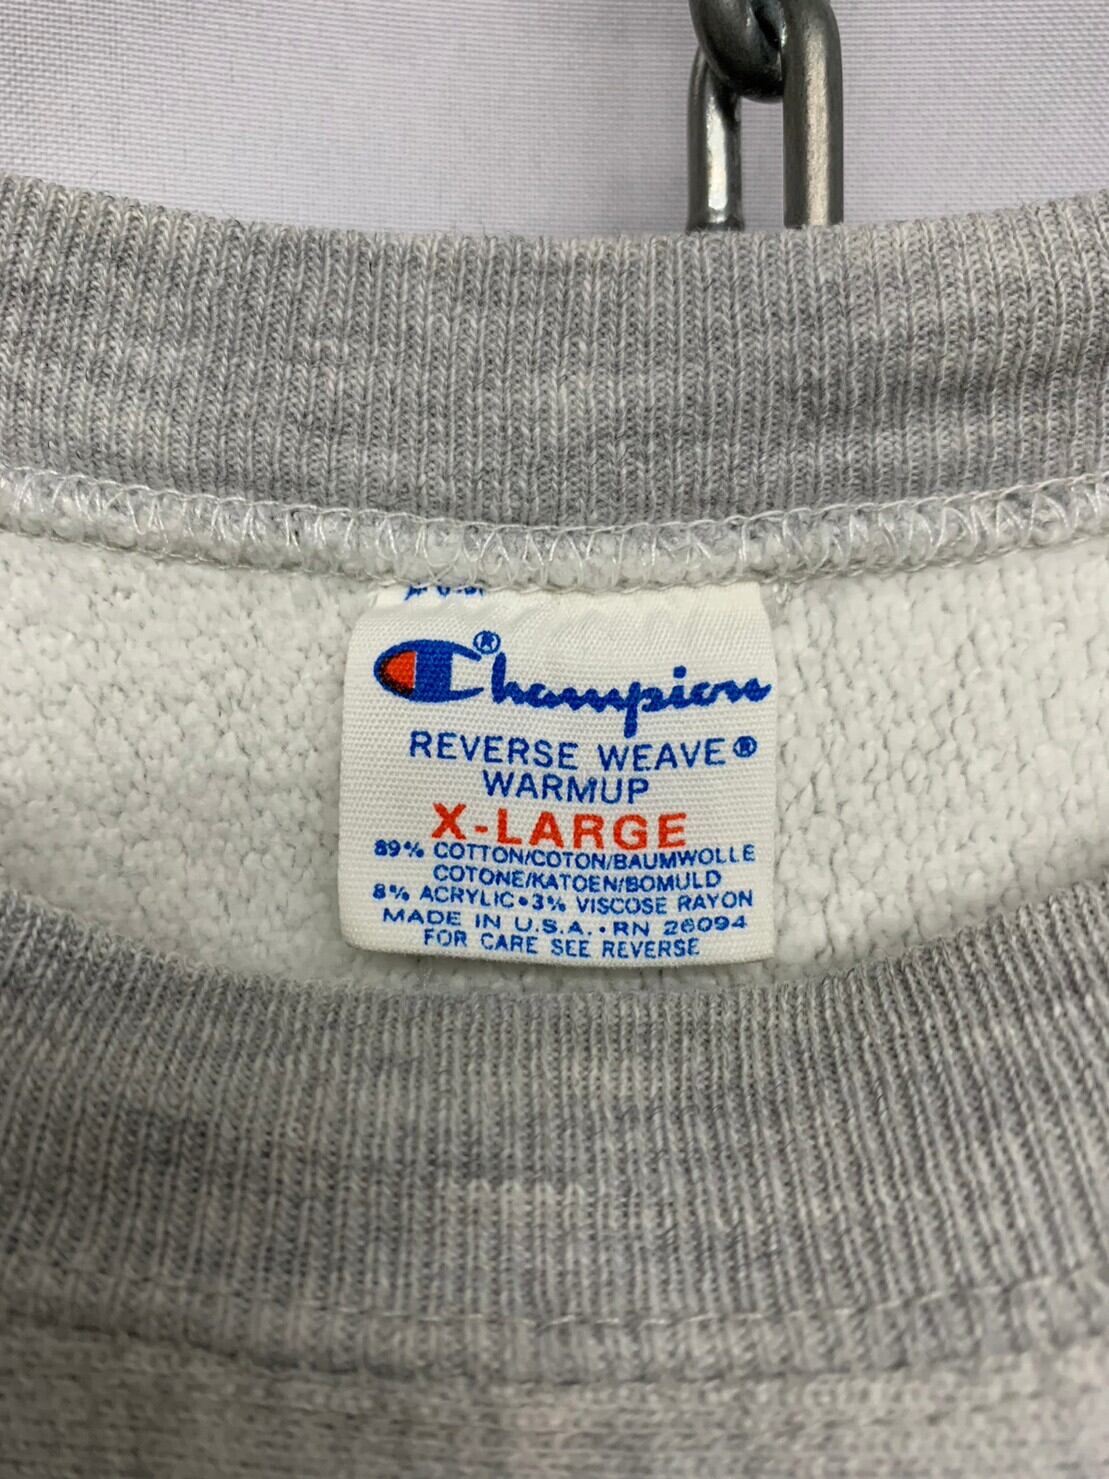 Champion®
REVERSE WEAVE®
WARMUP
X-LARGE
89% COTTON/COTON/BAUMWOLLE
COTONE/KATOEN/BOMULD
8% ACRYLIC•3% VISCOSE RAYON
MADE IN U.S.A.•RN 26094
FOR CARE SEE REVERSE